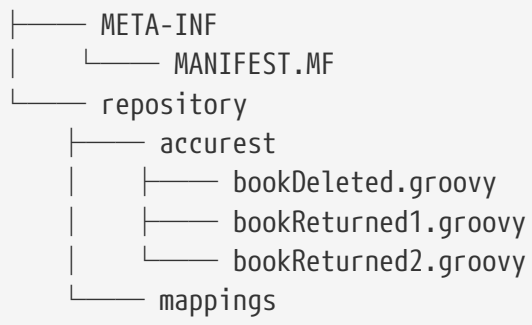 ├── META-INF
│   └── MANIFEST.MF
└── repository
    ├── accurest
    │   ├── bookDeleted.groovy
    │   ├── bookReturned1.groovy
    │   └── bookReturned2.groovy
    └── mappings